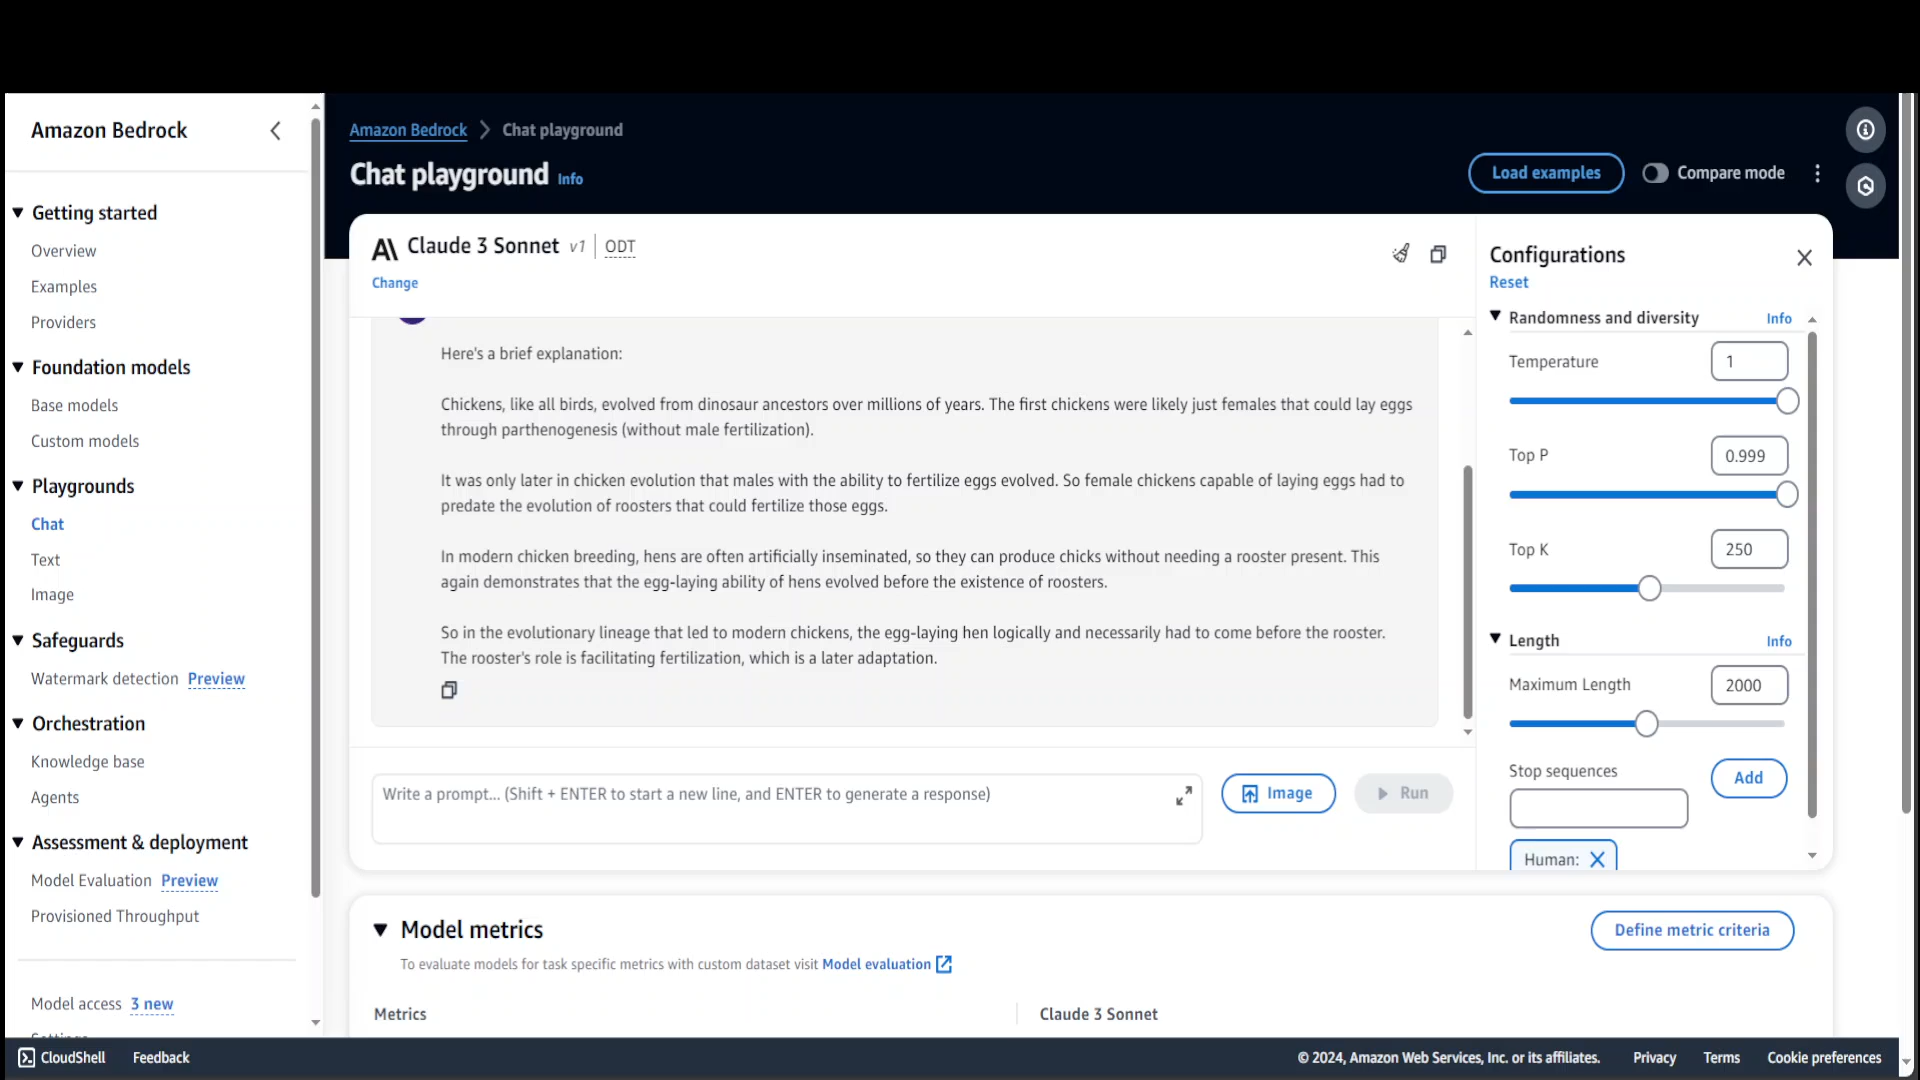 Amazon Bedrock
Getting started
Overview
Examples
Providers
Foundation models
Base models
Custom models
Playgrounds
Chat
Text
Image
Safeguards
Watermark detection Preview
Orchestration
Knowledge base
Agents
Assessment & deployment
Model Evaluation Preview
Provisioned Throughput
Model access 3 new
Amazon Bedrock Chat playground
Chat playground Info
Load examples Compare mode
Claude 3 Sonnet v1 ODT
Change
Here's a brief explanation:
Chickens, like all birds, evolved from dinosaur ancestors over millions of years. The first chickens were likely just females that could lay eggs
through parthenogenesis (without male fertilization).
It was only later in chicken evolution that males with the ability to fertilize eggs evolved. So female chickens capable of laying eggs had to
predate the evolution of roosters that could fertilize those eggs.
In modern chicken breeding, hens are often artificially inseminated, so they can produce chicks without needing a rooster present. This
again demonstrates that the egg-laying ability of hens evolved before the existence of roosters.
So in the evolutionary lineage that led to modern chickens, the egg-laying hen logically and necessarily had to come before the rooster.
The rooster's role is facilitating fertilization, which is a later adaptation.
Write a prompt... (Shift + ENTER to start a new line, and ENTER to generate a response)
Image
Run
Configurations
Reset
Randomness and diversity Info
Temperature 1
Top P 0.999
Top K 250
Length Info
Maximum Length 2000
Stop sequences
Add
Human:
Model metrics
Define metric criteria
To evaluate models for task specific metrics with custom dataset visit Model evaluation
Metrics Claude 3 Sonnet
CloudShell Feedback © 2024, Amazon Web Services, Inc. or its affiliates. Privacy Terms Cookie preferences